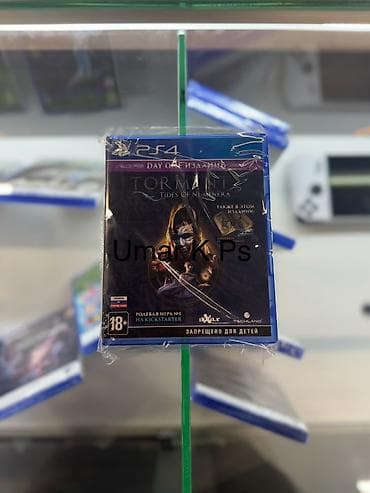 PS4
DAY ONE ИЗДАНИЕ
TORMENT
TIDES OF NUMENERA
ТАКЖЕ В ЭТОМ
ИЗДАНИИ:
Umar K Ps
РОЛЕВАЯ ИГРА №1
НА KICKSTARTER
inXile
TECHLAND
18+
ЗАПРЕЩЕНО ДЛЯ ДЕТЕЙ